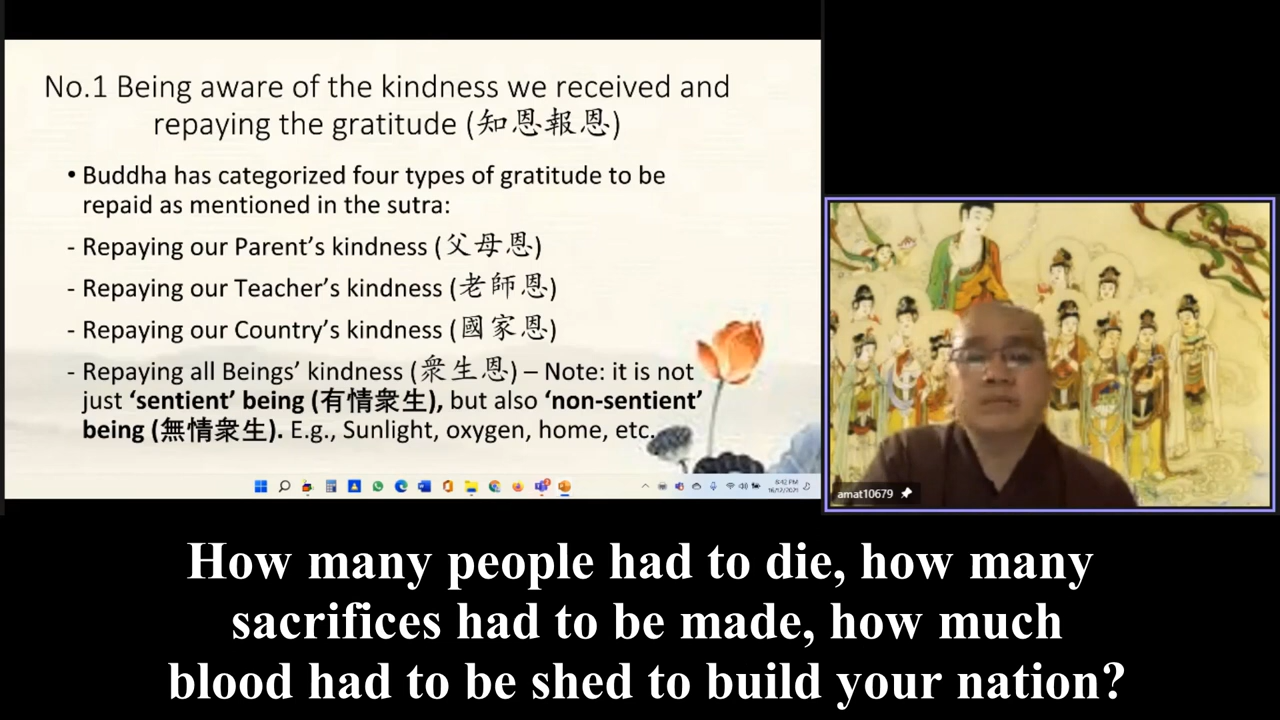 No.1 Being aware of the kindness we received and
repaying the gratitude (知恩報恩)
• Buddha has categorized four types of gratitude to be
repaid as mentioned in the sutra:
- Repaying our Parent's kindness (父母恩)
- Repaying our Teacher's kindness (老師恩)
- Repaying our Country's kindness (國家恩)
- Repaying all Beings' kindness (衆生恩) – Note: it is not
just ‘sentient’ being (有情衆生), but also ‘non-sentient’
being (無情衆生). E.g., Sunlight, oxygen, home, etc.
amat10679
How many people had to die, how many
sacrifices had to be made, how much
blood had to be shed to build your nation?